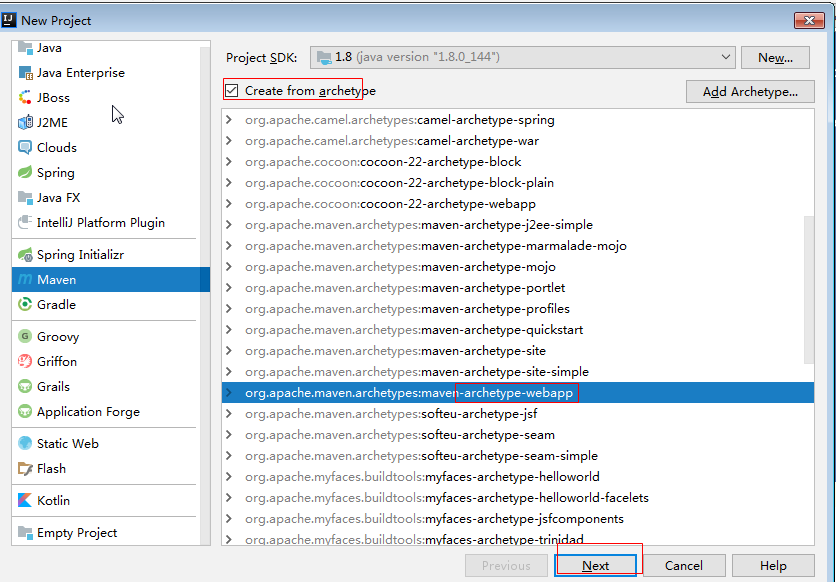 New Project
Java
Java Enterprise
JBoss
J2ME
Clouds
Spring
Java FX
IntelliJ Platform Plugin
Spring Initializr
Maven
Gradle
Groovy
Griffon
Grails
Application Forge
Static Web
Flash
Kotlin
Empty Project
Project SDK: 1.8 (java version "1.8.0_144") New...
Create from archetype Add Archetype...
org.apache.camel.archetypes:camel-archetype-spring
org.apache.camel.archetypes:camel-archetype-war
org.apache.cocoon:cocoon-22-archetype-block
org.apache.cocoon:cocoon-22-archetype-block-plain
org.apache.cocoon:cocoon-22-archetype-webapp
org.apache.maven.archetypes:maven-archetype-j2ee-simple
org.apache.maven.archetypes:maven-archetype-marmalade-mojo
org.apache.maven.archetypes:maven-archetype-mojo
org.apache.maven.archetypes:maven-archetype-portlet
org.apache.maven.archetypes:maven-archetype-profiles
org.apache.maven.archetypes:maven-archetype-quickstart
org.apache.maven.archetypes:maven-archetype-site
org.apache.maven.archetypes:maven-archetype-site-simple
org.apache.maven.archetypes:maven-archetype-webapp
org.apache.maven.archetypes:softeu-archetype-jsf
org.apache.maven.archetypes:softeu-archetype-seam
org.apache.maven.archetypes:softeu-archetype-seam-simple
org.apache.myfaces.buildtools:myfaces-archetype-helloworld
org.apache.myfaces.buildtools:myfaces-archetype-helloworld-facelets
org.apache.myfaces.buildtools:myfaces-archetype-jsfcomponents
org.apache.myfaces.buildtools:myfaces-archetype-trinidad
Previous Next Cancel Help